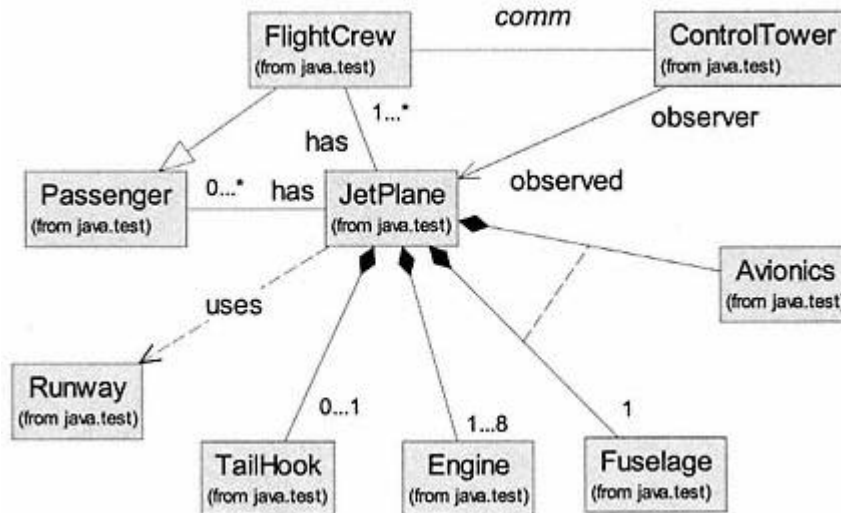 comm
FlightCrew
(from java.test)
ControlTower
(from java.test)
1...*
observer
has
Passenger
(from java.test)
0...*
has
JetPlane
(from java.test)
observed
Avionics
(from java.test)
uses
Runway
(from java.test)
0...1
1...8
1
TailHook
(from java.test)
Engine
(from java.test)
Fuselage
(from java.test)